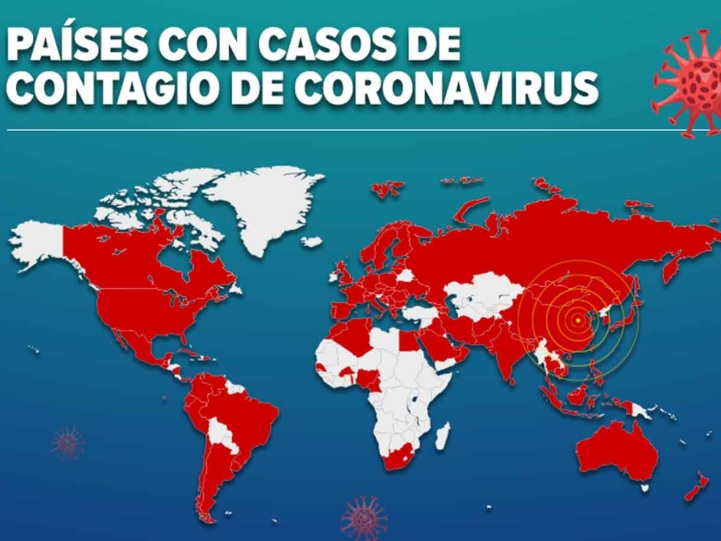 PAÍSES CON CASOS DE
CONTAGIO DE CORONAVIRUS